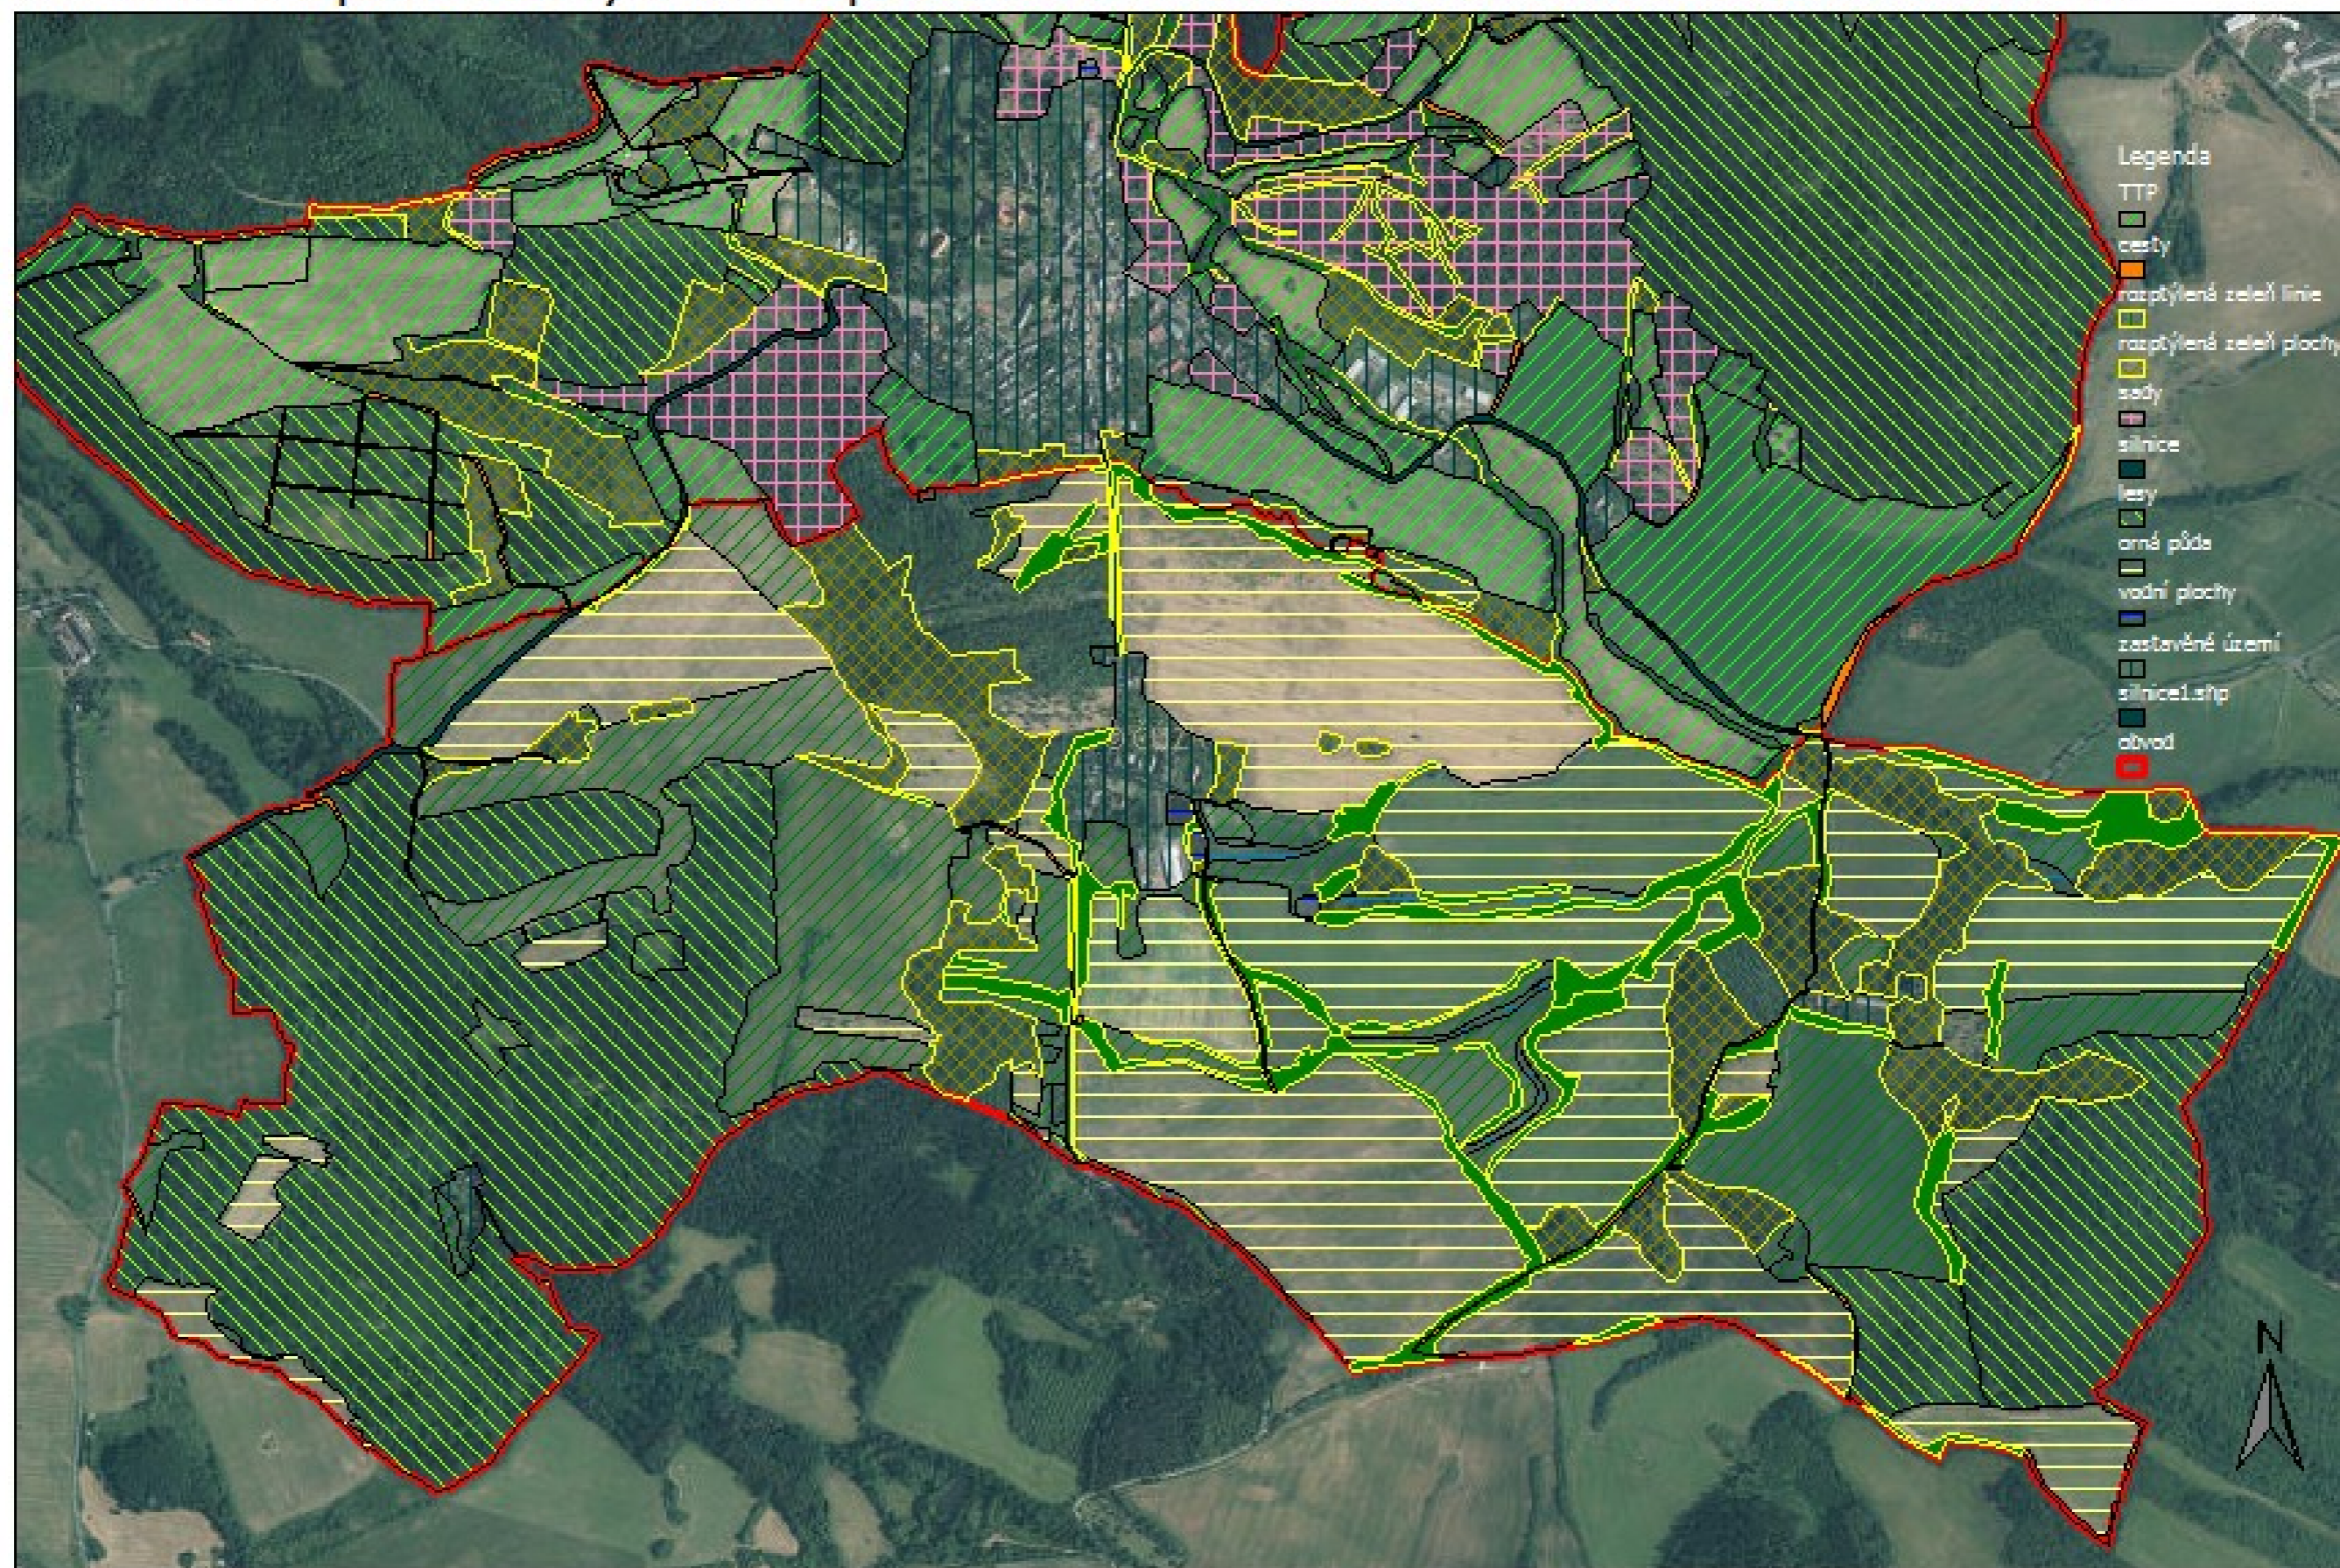 Legenda
TTP
cesty
rozptýlená zeleň linie
rozptýlená zeleň plochy
sady
silnice
lesy
orná půda
vodní plochy
zastavěné území
silnice1.shp
obvod
N